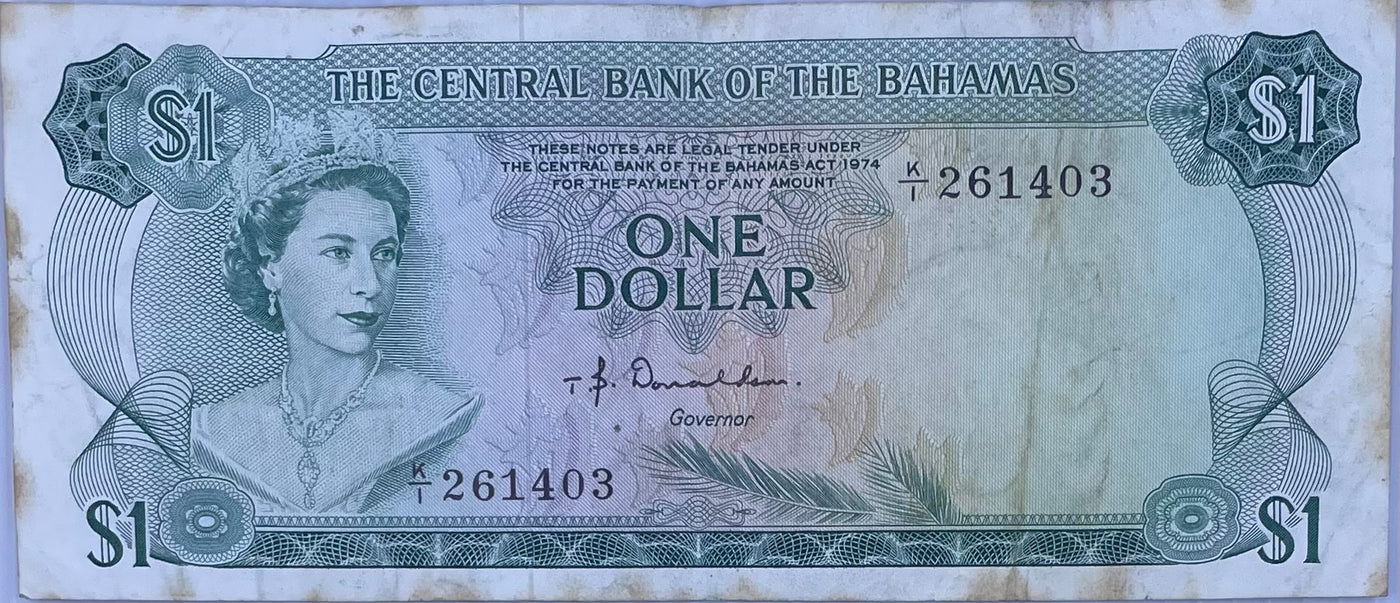 $1
THE CENTRAL BANK OF THE BAHAMAS
$1
THESE NOTES ARE LEGAL TENDER UNDER
THE CENTRAL BANK OF THE BAHAMAS ACT 1974
FOR THE PAYMENT OF ANY AMOUNT
K/1 261403
ONE
DOLLAR
T B. Donaldson.
Governor
K/1 261403
$1
$1